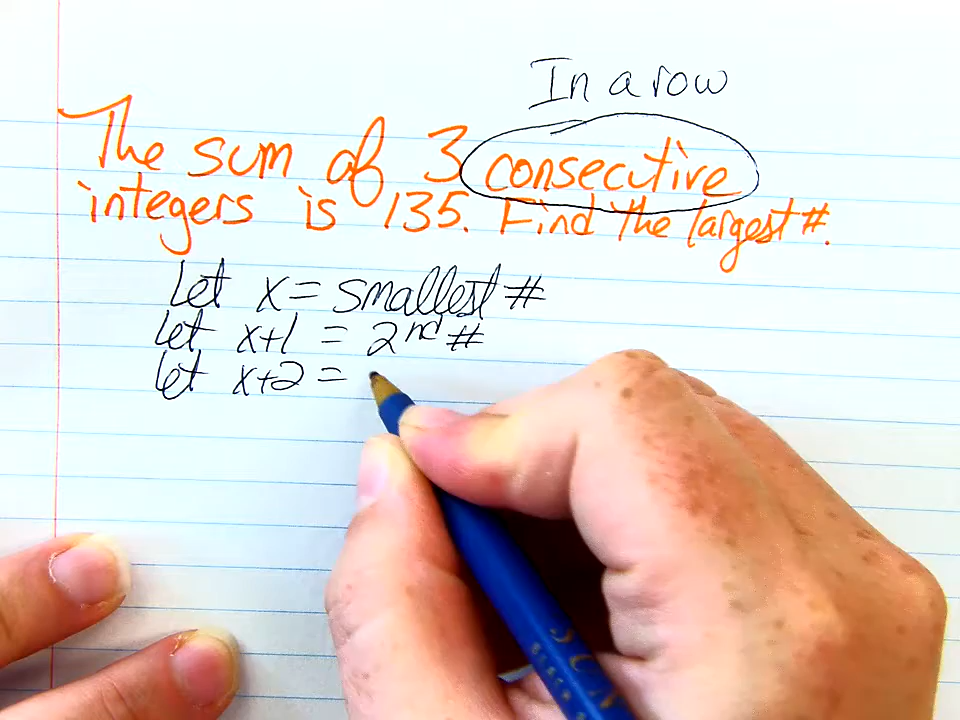 In a row
The sum of 3 consecutive
integers is 135. Find the largest #.
Let x = smallest #
Let x+1 = 2nd #
Let x+2 =